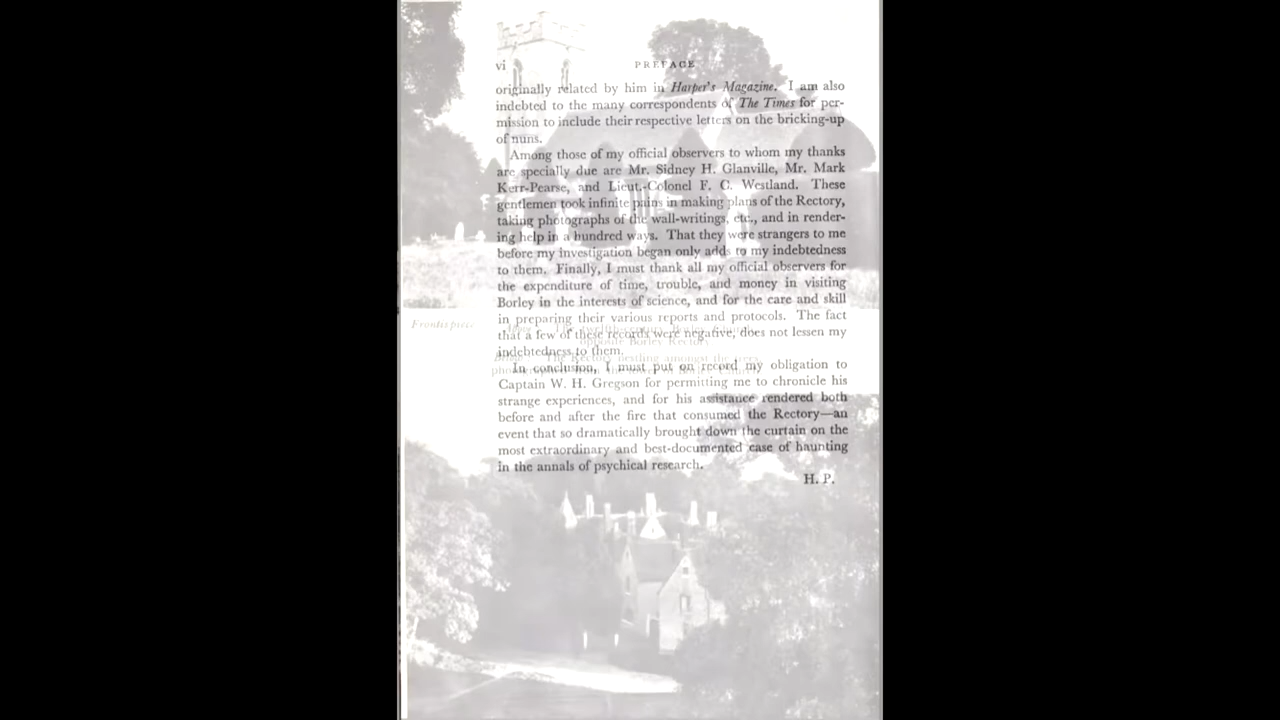 vi
PREFACE
originally related by him in Harper's Magazine. I am also
indebted to the many correspondents of The Times for per-
mission to include their respective letters on the bricking-up
of nuns.
Among those of my official observers to whom my thanks
are specially due are Mr. Sidney H. Glanville, Mr. Mark
Kerr-Pearse, and Lieut.-Colonel F. C. Westland. These
gentlemen took infinite pains in making plans of the Rectory,
taking photographs of the wall-writings, etc., and in render-
ing help in a hundred ways. That they were strangers to me
before my investigation began only adds to my indebtedness
to them. Finally, I must thank all my official observers for
the expenditure of time, trouble, and money in visiting
Borley in the interests of science, and for the care and skill
in preparing their various reports and protocols. The fact
Frontispiece
that a few of these records were negative, does not lessen my
opposite Borley Rectory
indebtedness to them.
The Rectory nestling amongst the trees,
In conclusion, I must put on record my obligation to
Captain W. H. Gregson for permitting me to chronicle his
strange experiences, and for his assistance rendered both
before and after the fire that consumed the Rectory—an
event that so dramatically brought down the curtain on the
most extraordinary and best-documented case of haunting
in the annals of psychical research.
H. P.